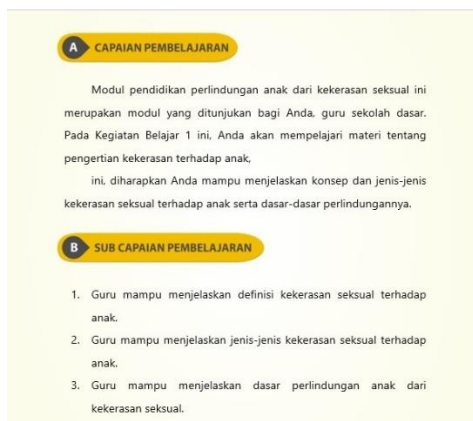 A CAPAIAN PEMBELAJARAN
Modul pendidikan perlindungan anak dari kekerasan seksual ini
merupakan modul yang ditunjukan bagi Anda, guru sekolah dasar.
Pada Kegiatan Belajar 1 ini, Anda akan mempelajari materi tentang
pengertian kekerasan terhadap anak,
ini, diharapkan Anda mampu menjelaskan konsep dan jenis-jenis
kekerasan seksual terhadap anak serta dasar-dasar perlindungannya.
B SUB CAPAIAN PEMBELAJARAN
1. Guru mampu menjelaskan definisi kekerasan seksual terhadap
anak.
2. Guru mampu menjelaskan jenis-jenis kekerasan seksual terhadap
anak.
3. Guru mampu menjelaskan dasar perlindungan anak dari
kekerasan seksual.